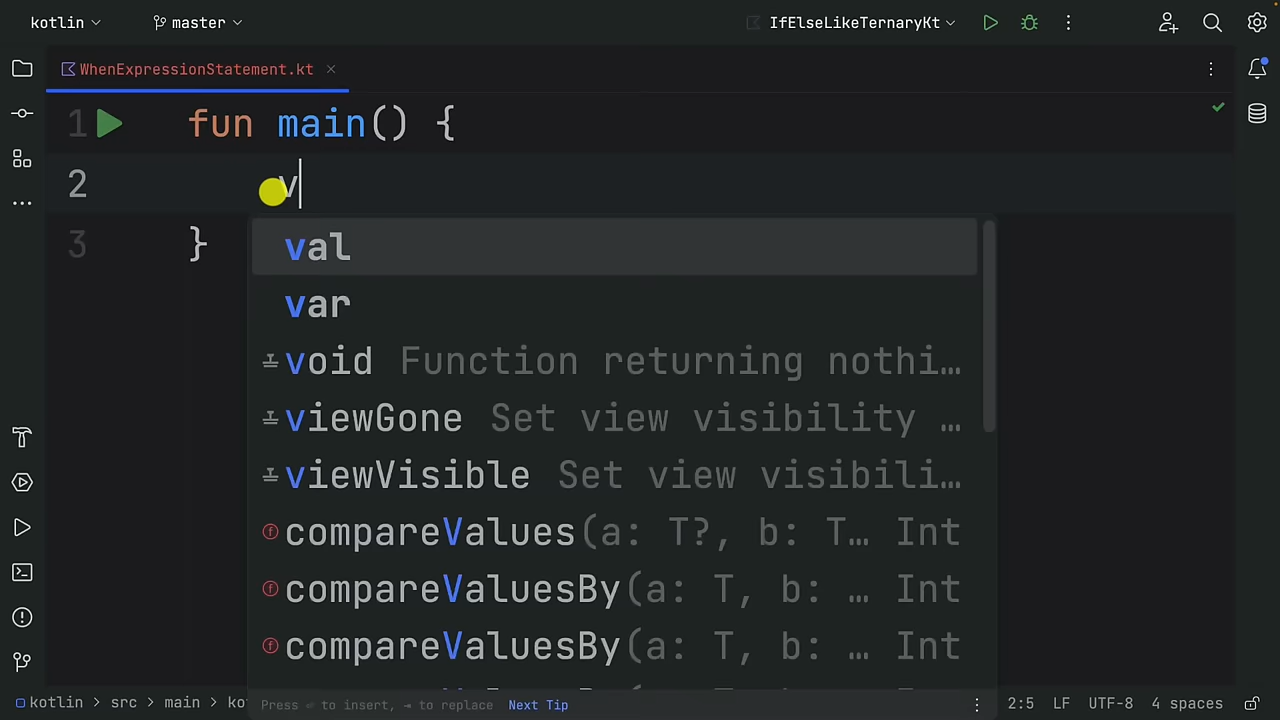 kotlin master IfElseLikeTernaryKt
WhenExpressionStatement.kt
1 fun main() {
2 v
3 }
val
var
void Function returning nothi…
viewGone Set view visibility …
viewVisible Set view visibili…
compareValues(a: T?, b: T… Int
compareValuesBy(a: T, b: … Int
compareValuesBy(a: T, b: … Int
Press ↵ to insert, ⇥ to replace Next Tip
kotlin > src > main > ko 2:5 LF UTF-8 4 spaces